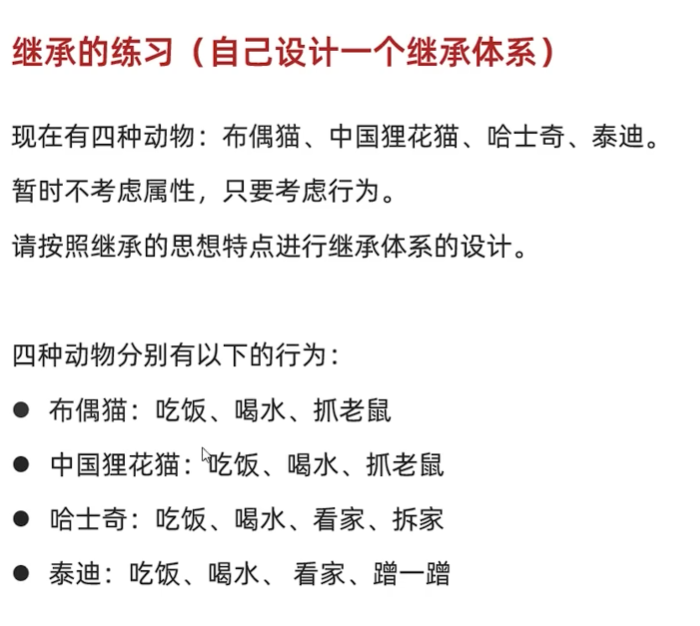 继承的练习（自己设计一个继承体系）
现在有四种动物：布偶猫、中国狸花猫、哈士奇、泰迪。
暂时不考虑属性，只要考虑行为。
请按照继承的思想特点进行继承体系的设计。
四种动物分别有以下的行为：
● 布偶猫：吃饭、喝水、抓老鼠
● 中国狸花猫：吃饭、喝水、抓老鼠
● 哈士奇：吃饭、喝水、看家、拆家
● 泰迪：吃饭、喝水、 看家、蹭一蹭